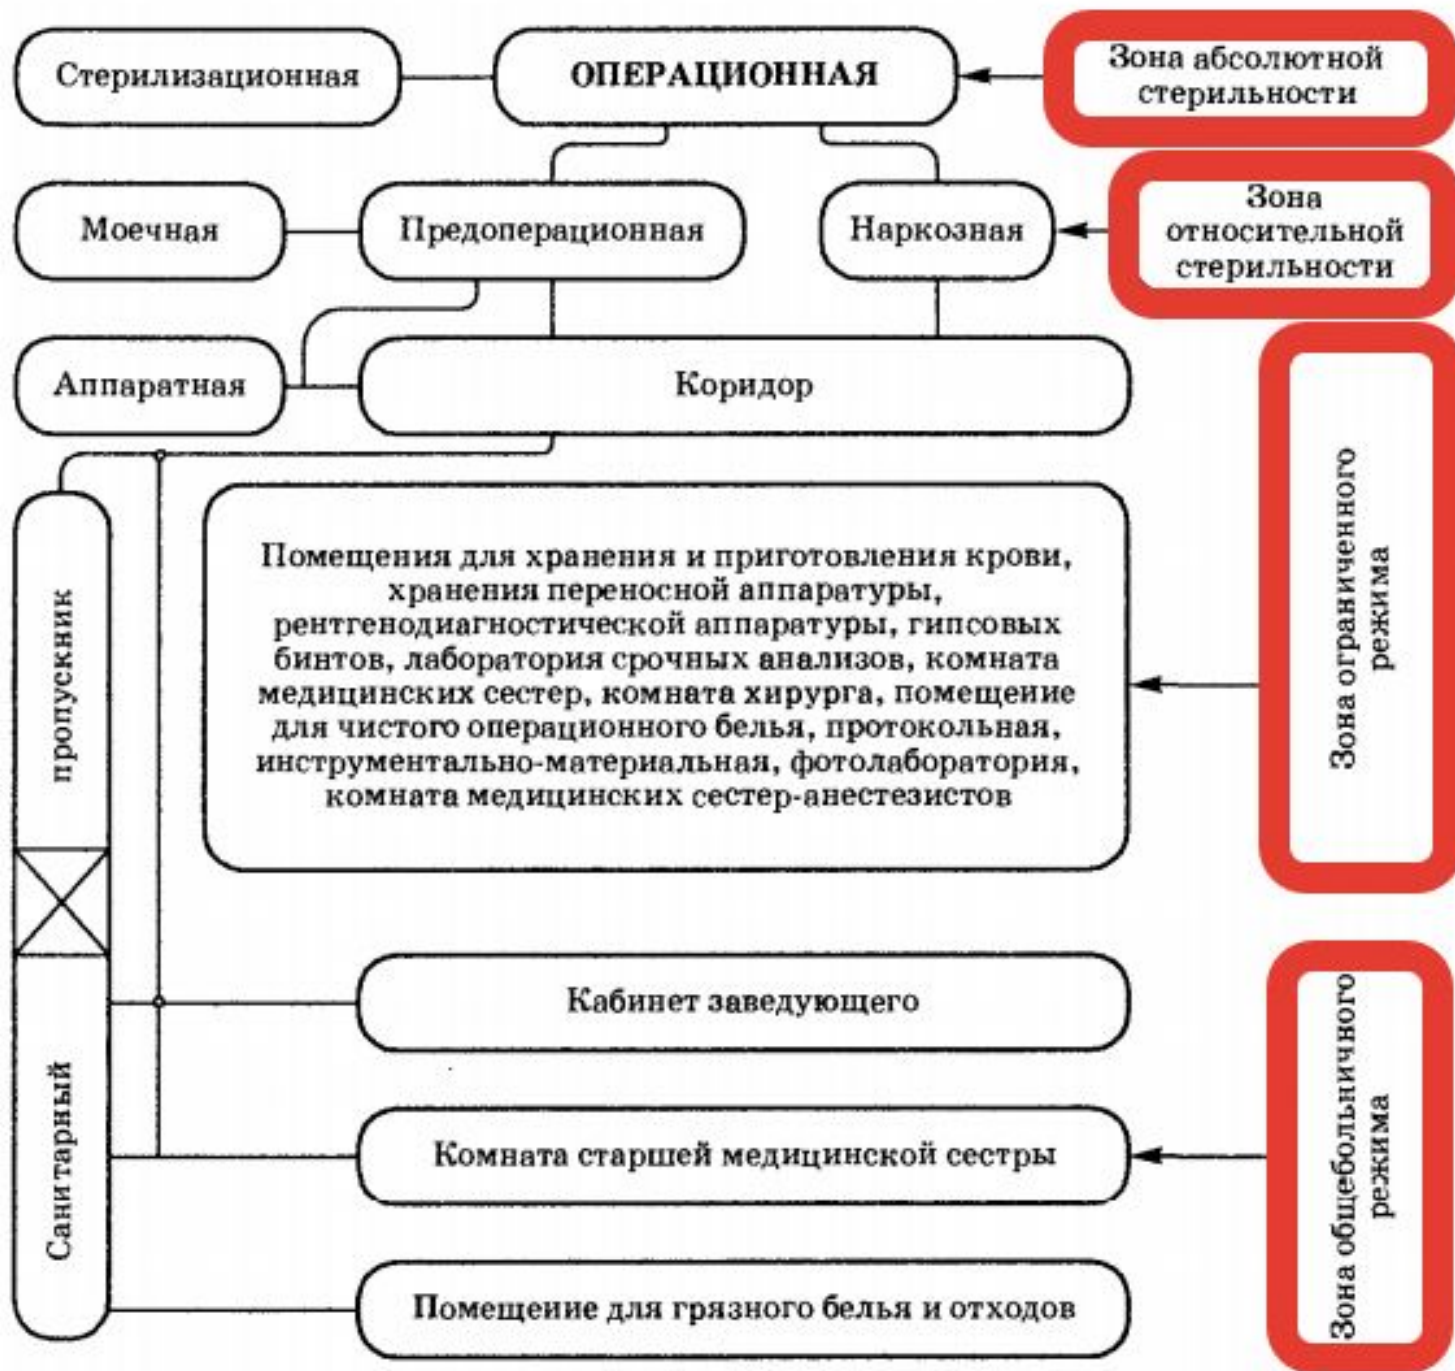 Стерилизационная
ОПЕРАЦИОННАЯ
Зона абсолютной
стерильности
Моечная
Предоперационная
Наркозная
Зона
относительной
стерильности
Аппаратная
Коридор
Зона ограниченного
режима
Помещения для хранения и приготовления крови,
хранения переносной аппаратуры,
рентгенодиагностической аппаратуры, гипсовых
бинтов, лаборатория срочных анализов, комната
медицинских сестер, комната хирурга, помещение
для чистого операционного белья, протокольная,
инструментально-материальная, фотолаборатория,
комната медицинских сестер-анестезистов
Санитарный
пропускник
Кабинет заведующего
Комната старшей медицинской сестры
Зона общебольничного
режима
Помещение для грязного белья и отходов